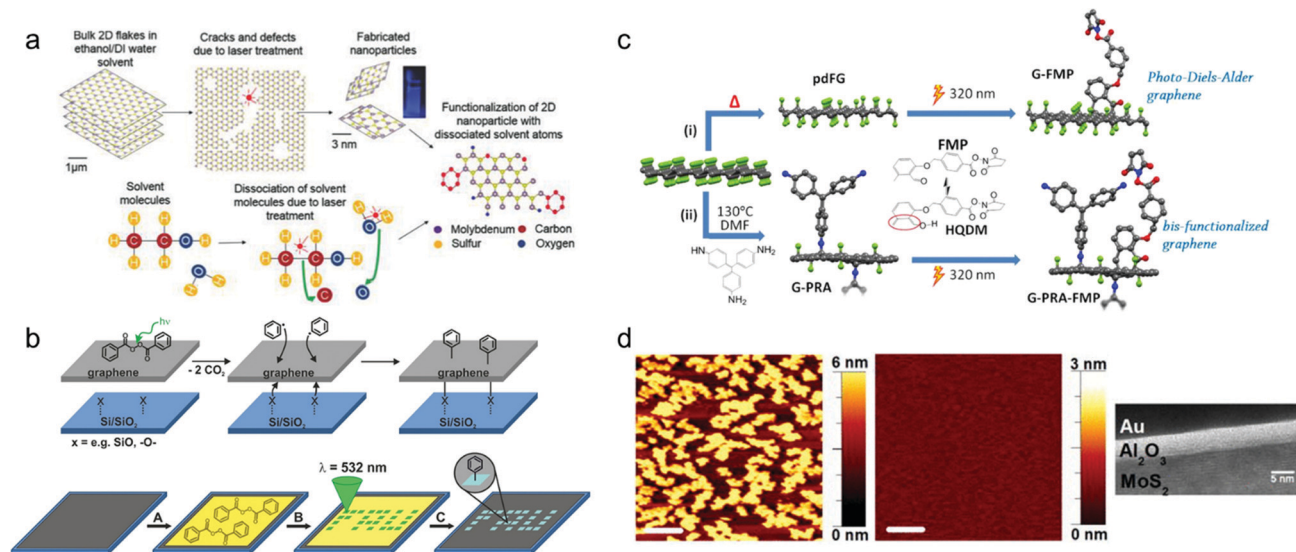 a
Bulk 2D flakes in
ethanol/DI water
solvent
Cracks and defects
due to laser treatment
Fabricated
nanoparticles
1μm
3 nm
Functionalization of 2D
nanoparticle with
dissociated solvent atoms
Solvent
molecules
Dissociation of solvent
molecules due to laser
treatment
H H
H C C O H
H H
O
H H
H H
H C C O H
H H
C
O
Molybdenum
Carbon
Sulfur
Oxygen
b
hν
O
O
O
O
graphene
- 2 CO₂
graphene
graphene
X X
X X
X X
Si/SiO₂
Si/SiO₂
Si/SiO₂
x = e.g. SiO, -O-
λ = 532 nm
A
B
C
c
pdFG
G-FMP
Photo-Diels-Alder
graphene
Δ
320 nm
(i)
FMP
(ii)
130°C
DMF
HQDM
HN
NH₂
NH₂
G-PRA
320 nm
bis-functionalized
graphene
G-PRA-FMP
d
6 nm
0 nm
3 nm
0 nm
Au
Al₂O₃
MoS₂
5 nm